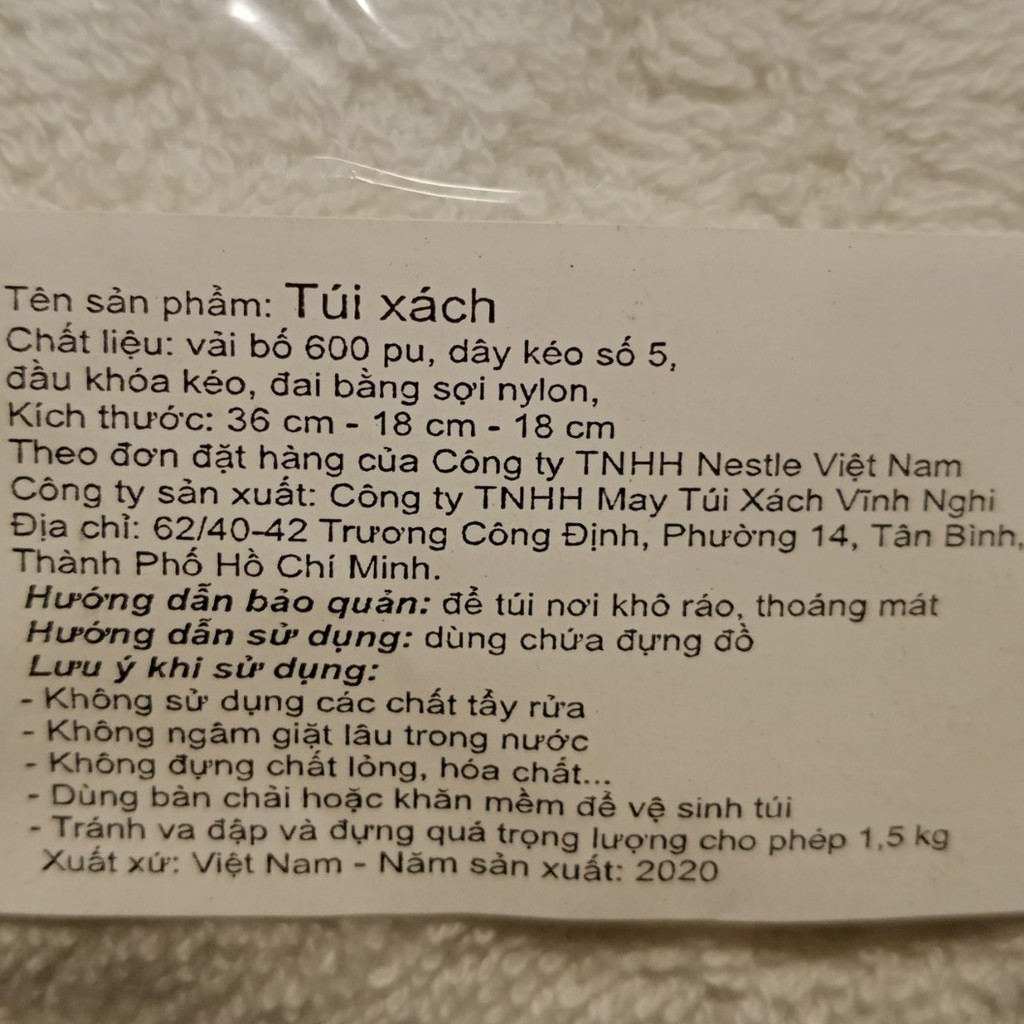 Tên sản phẩm: Túi xách
Chất liệu: vải bố 600 pu, dây kéo số 5,
đầu khóa kéo, đai bằng sợi nylon,
Kích thước: 36 cm - 18 cm - 18 cm
Theo đơn đặt hàng của Công ty TNHH Nestle Việt Nam
Công ty sản xuất: Công ty TNHH May Túi Xách Vĩnh Nghi
Địa chỉ: 62/40-42 Trương Công Định, Phường 14, Tân Bình,
Thành Phố Hồ Chí Minh.
Hướng dẫn bảo quản: để túi nơi khô ráo, thoáng mát
Hướng dẫn sử dụng: dùng chứa đựng đồ
Lưu ý khi sử dụng:
- Không sử dụng các chất tẩy rửa
- Không ngâm giặt lâu trong nước
- Không đựng chất lỏng, hóa chất...
- Dùng bàn chải hoặc khăn mềm để vệ sinh túi
- Tránh va đập và đựng quá trọng lượng cho phép 1,5 kg
Xuất xứ: Việt Nam - Năm sản xuất: 2020